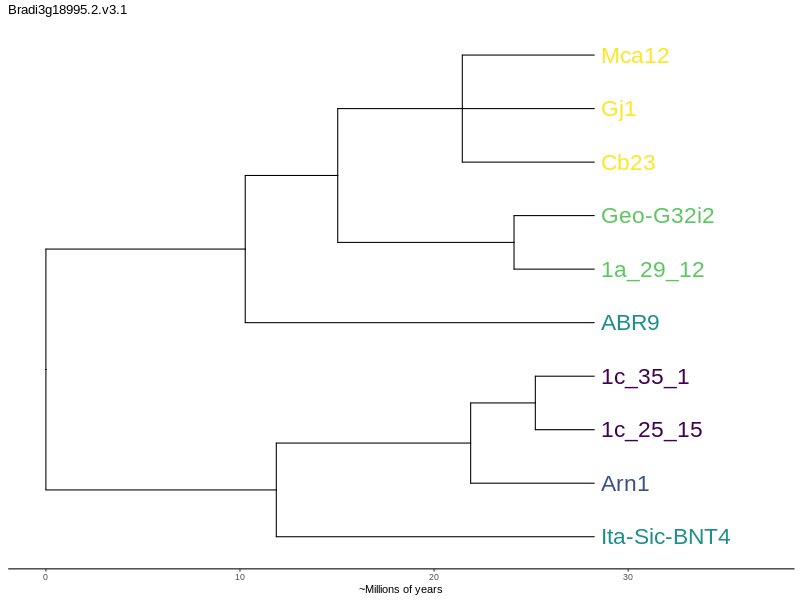 Bradi3g18995.2.v3.1
Mca12
Gj1
Cb23
Geo-G32i2
1a_29_12
ABR9
1c_35_1
1c_25_15
Arn1
Ita-Sic-BNT4
0 10 20 30
~Millions of years